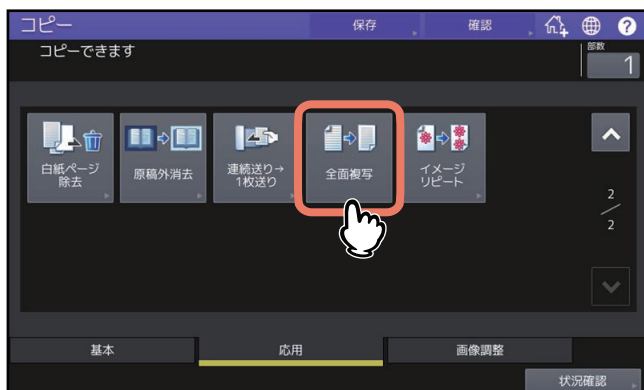 コピー
保存
確認
?
コピーできます
部数
1
白紙ページ
除去
原稿外消去
連続送り→
1枚送り
全面複写
イメージ
リピート
2
2
基本
応用
画像調整
状況確認